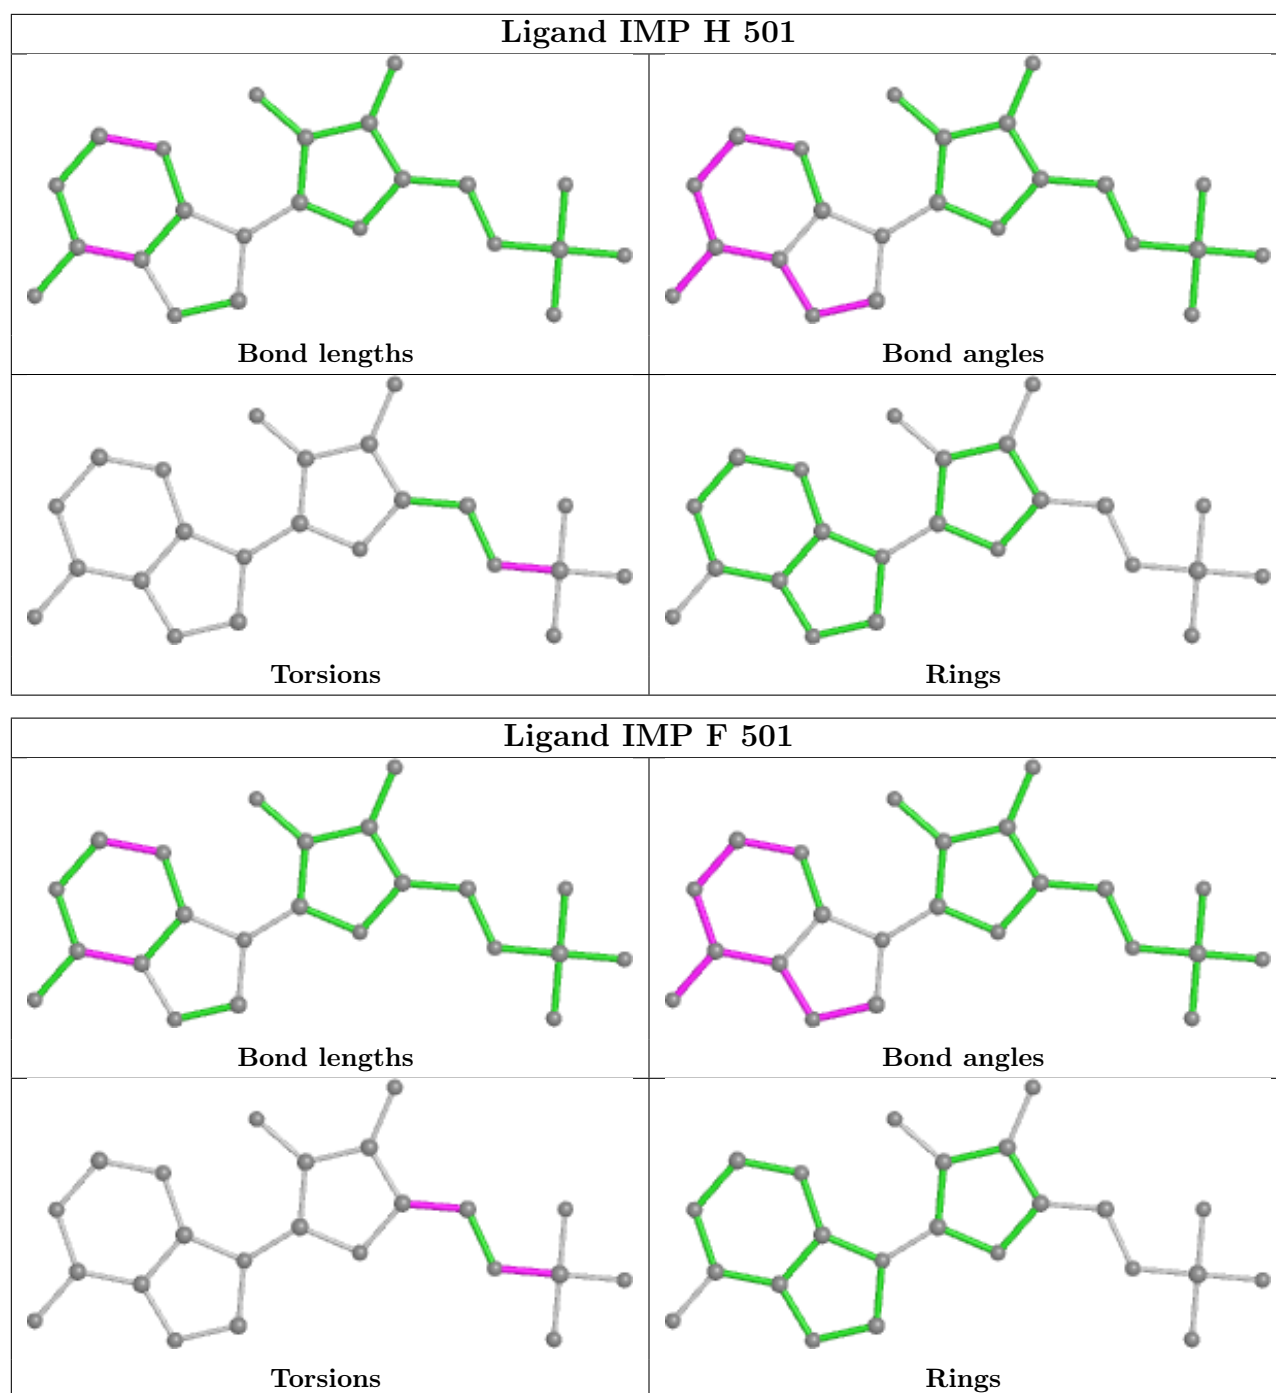 Ligand IMP H 501
Bond lengths
Bond angles
Torsions
Rings
Ligand IMP F 501
Bond lengths
Bond angles
Torsions
Rings